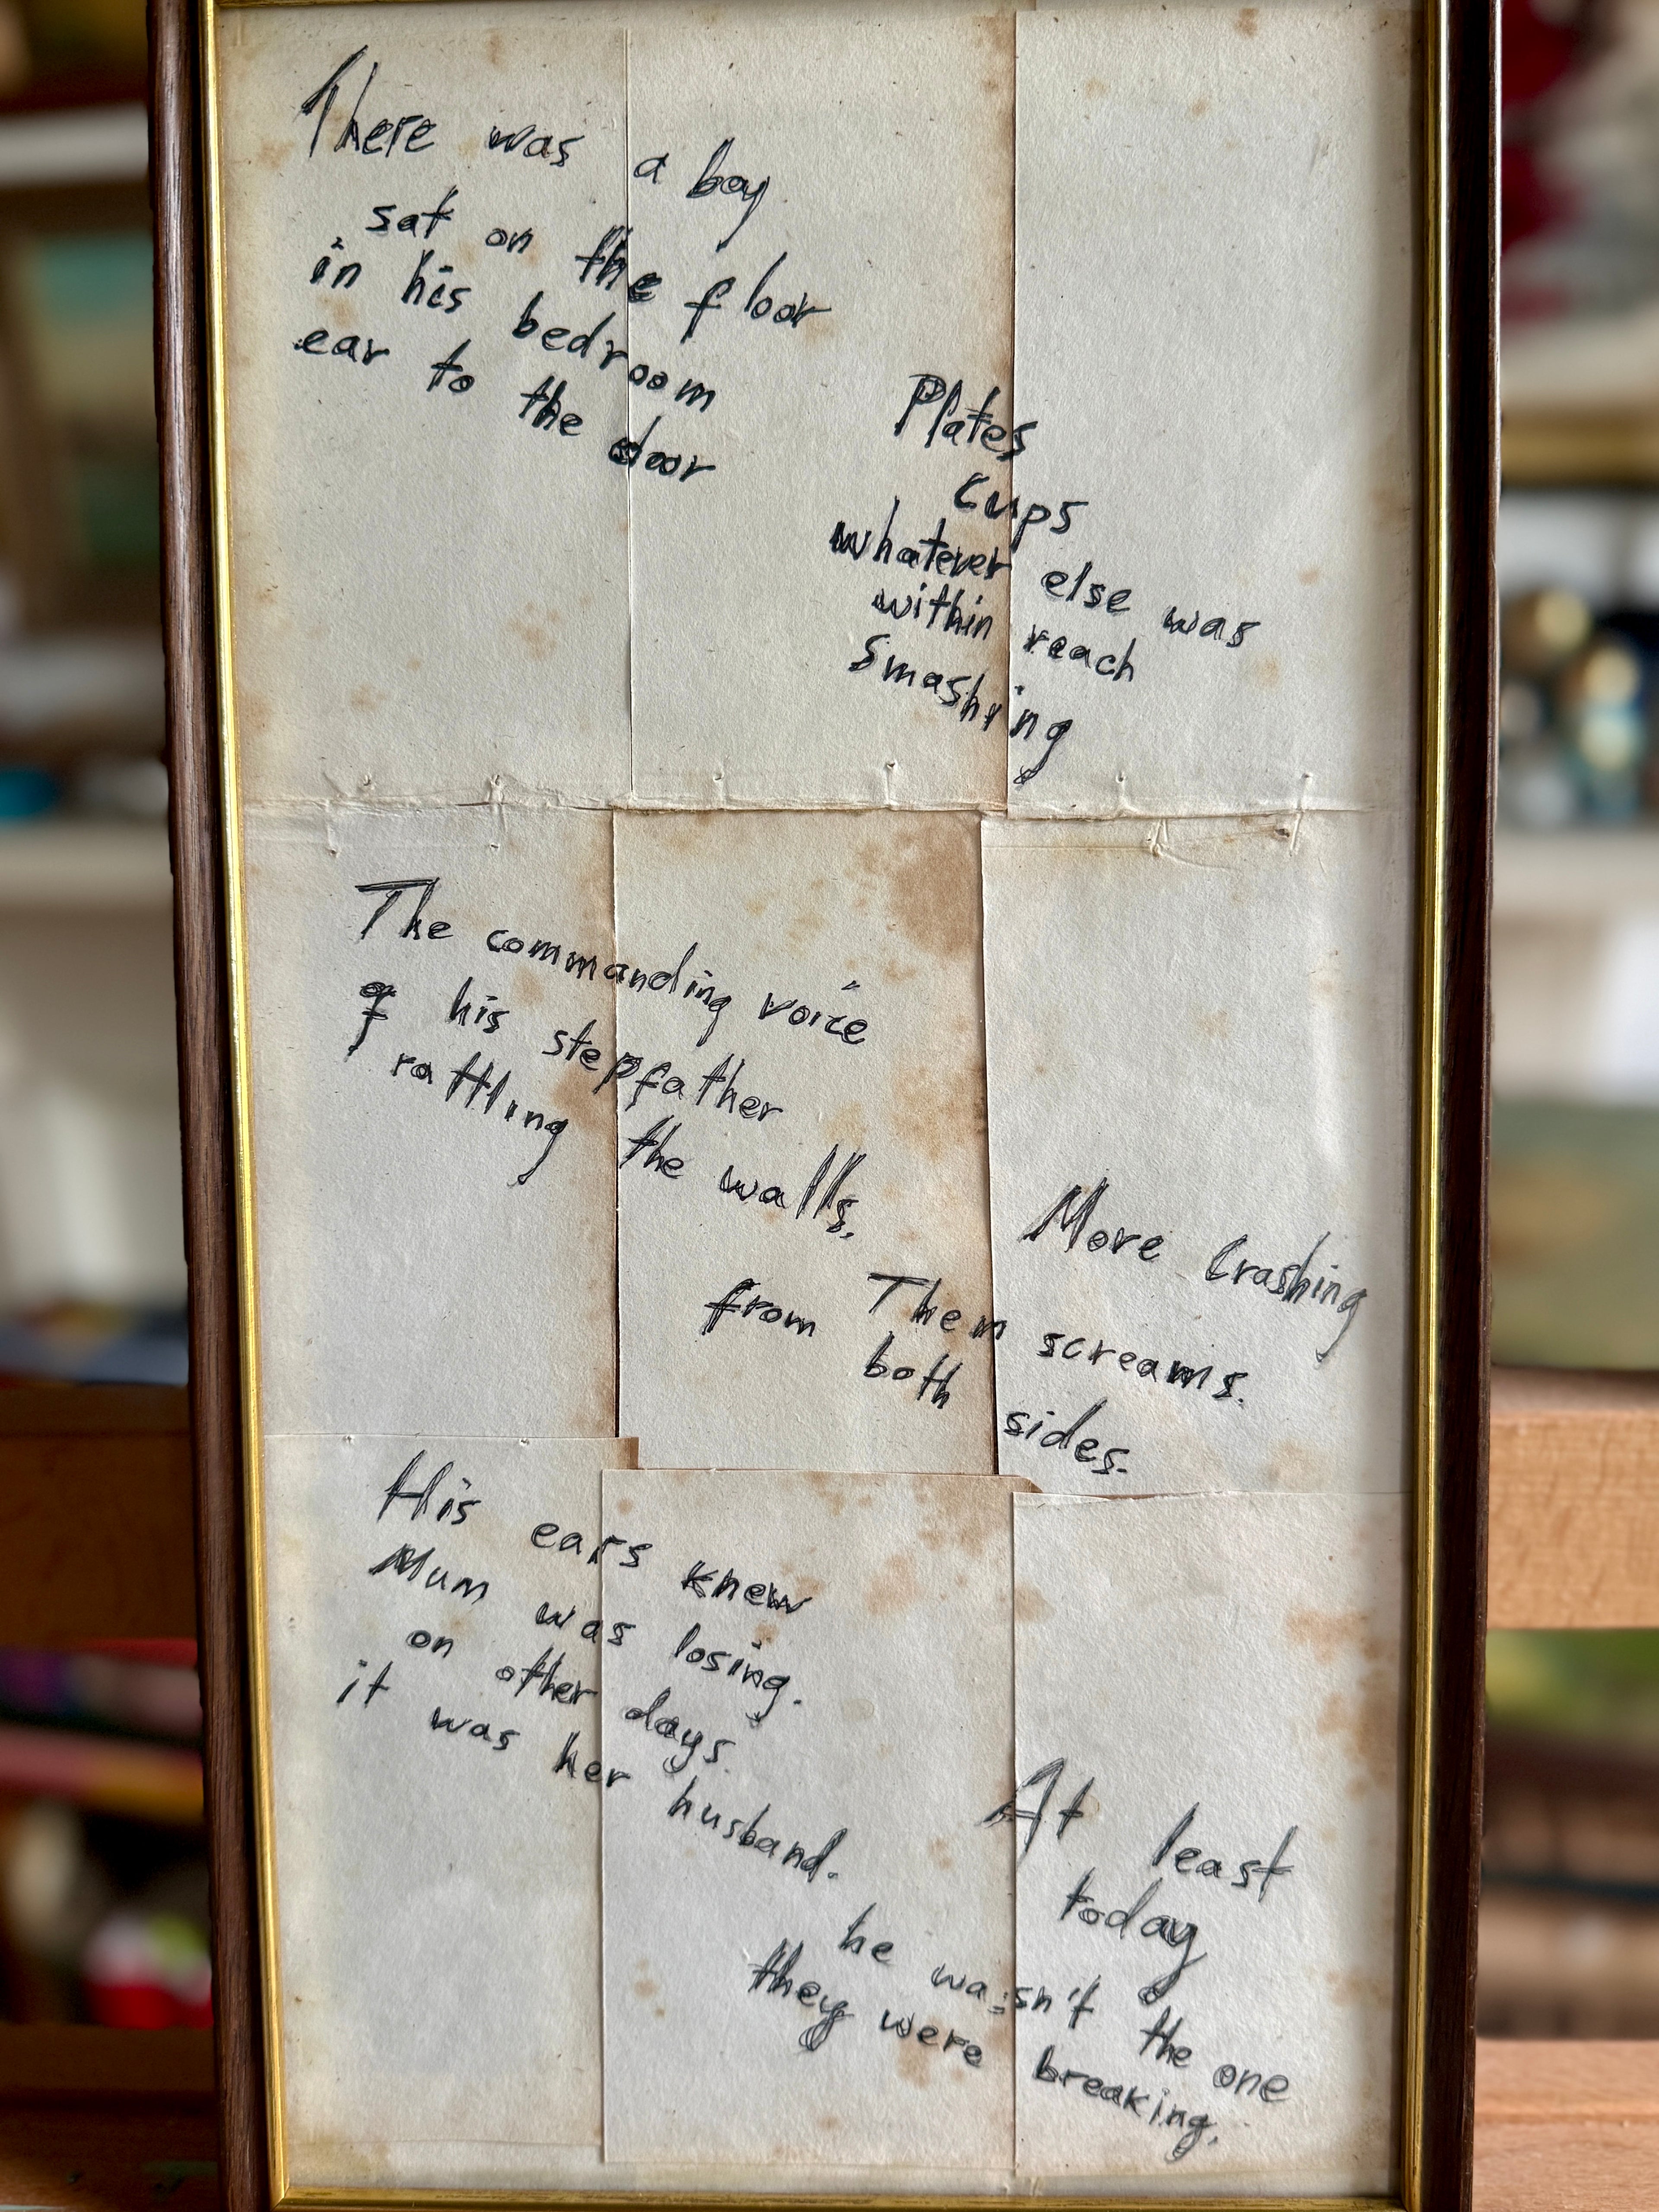 There was a boy
sat on the floor
in his bedroom
ear to the door
Plates
cups
whatever else was
within reach
smashing
The commanding voice
of his stepfather
rattling the walls.
More Crashing
Them screams.
from both sides.
His ears knew
Mum was losing.
on other days.
it was her husband.
At least
today
he wasn't the one
they were breaking.